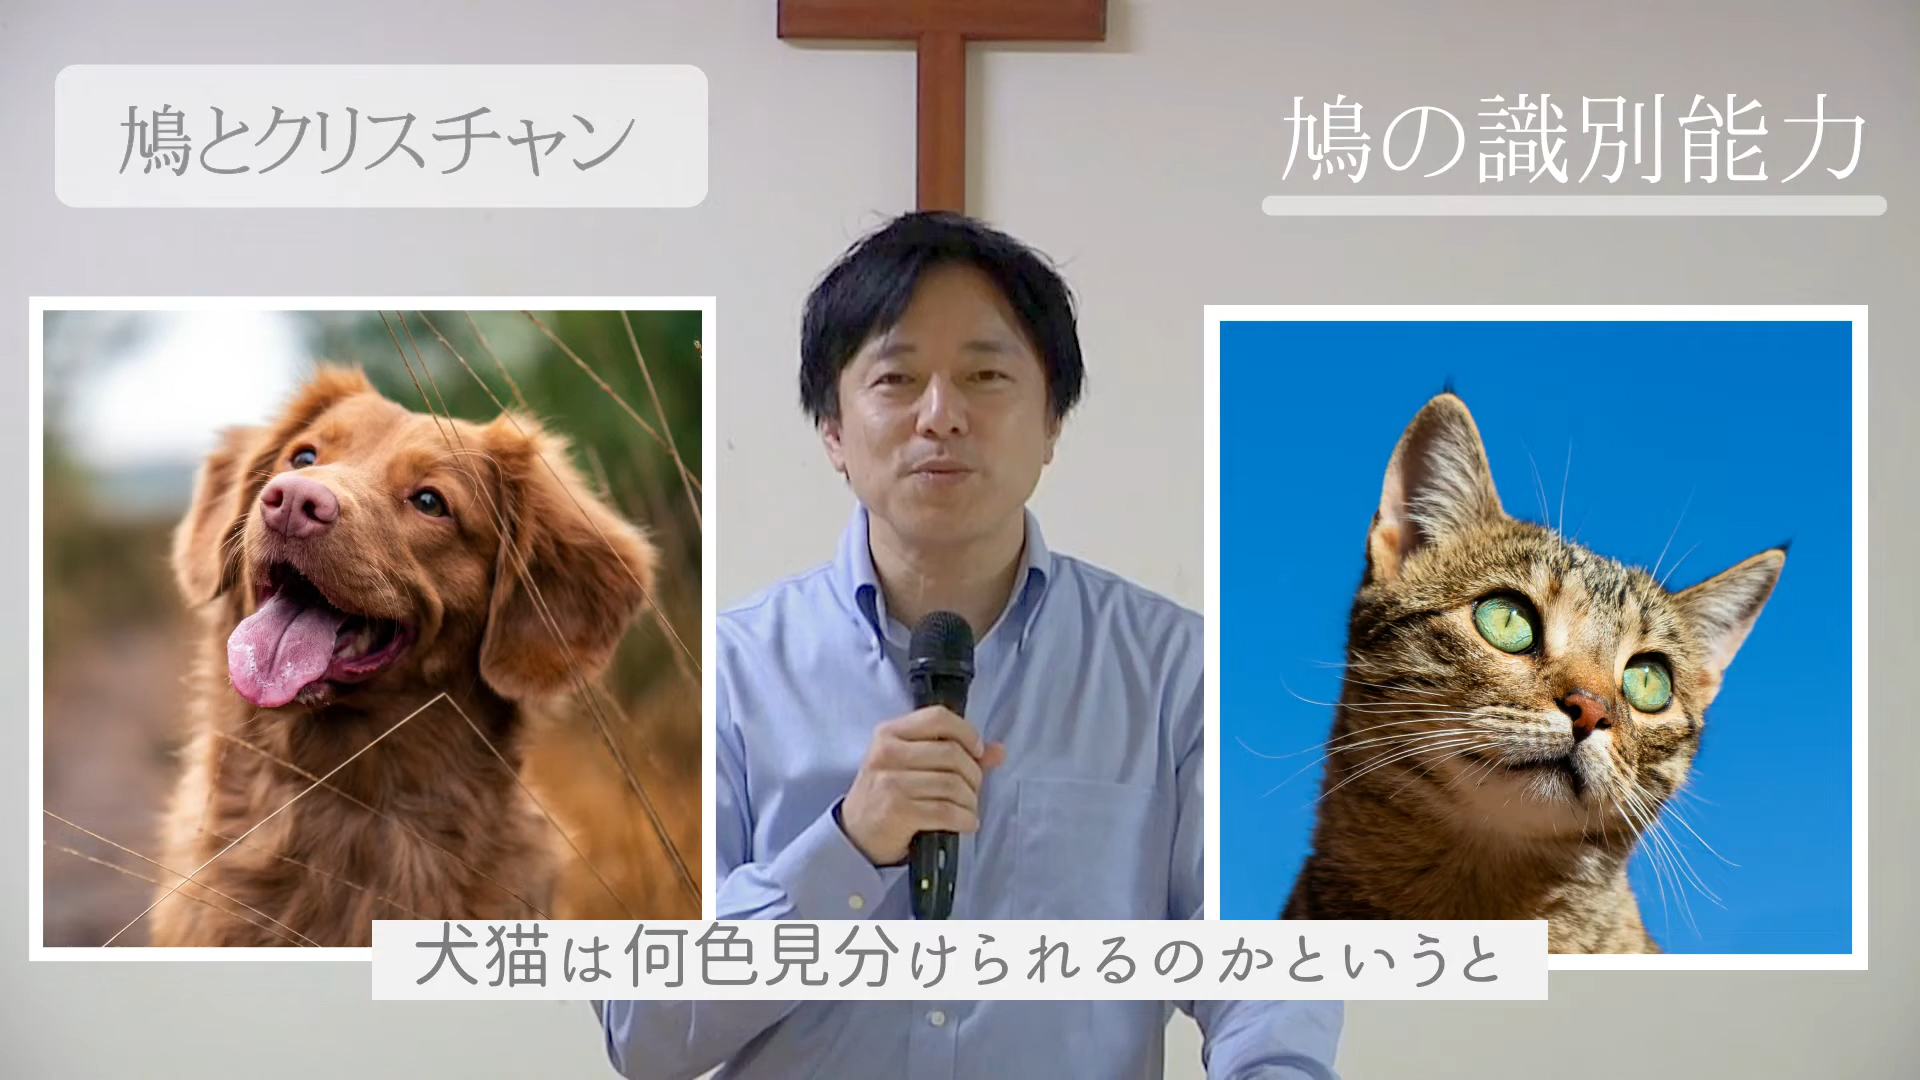 鳩とクリスチャン
鳩の識別能力
犬猫は何色見分けられるのかというと